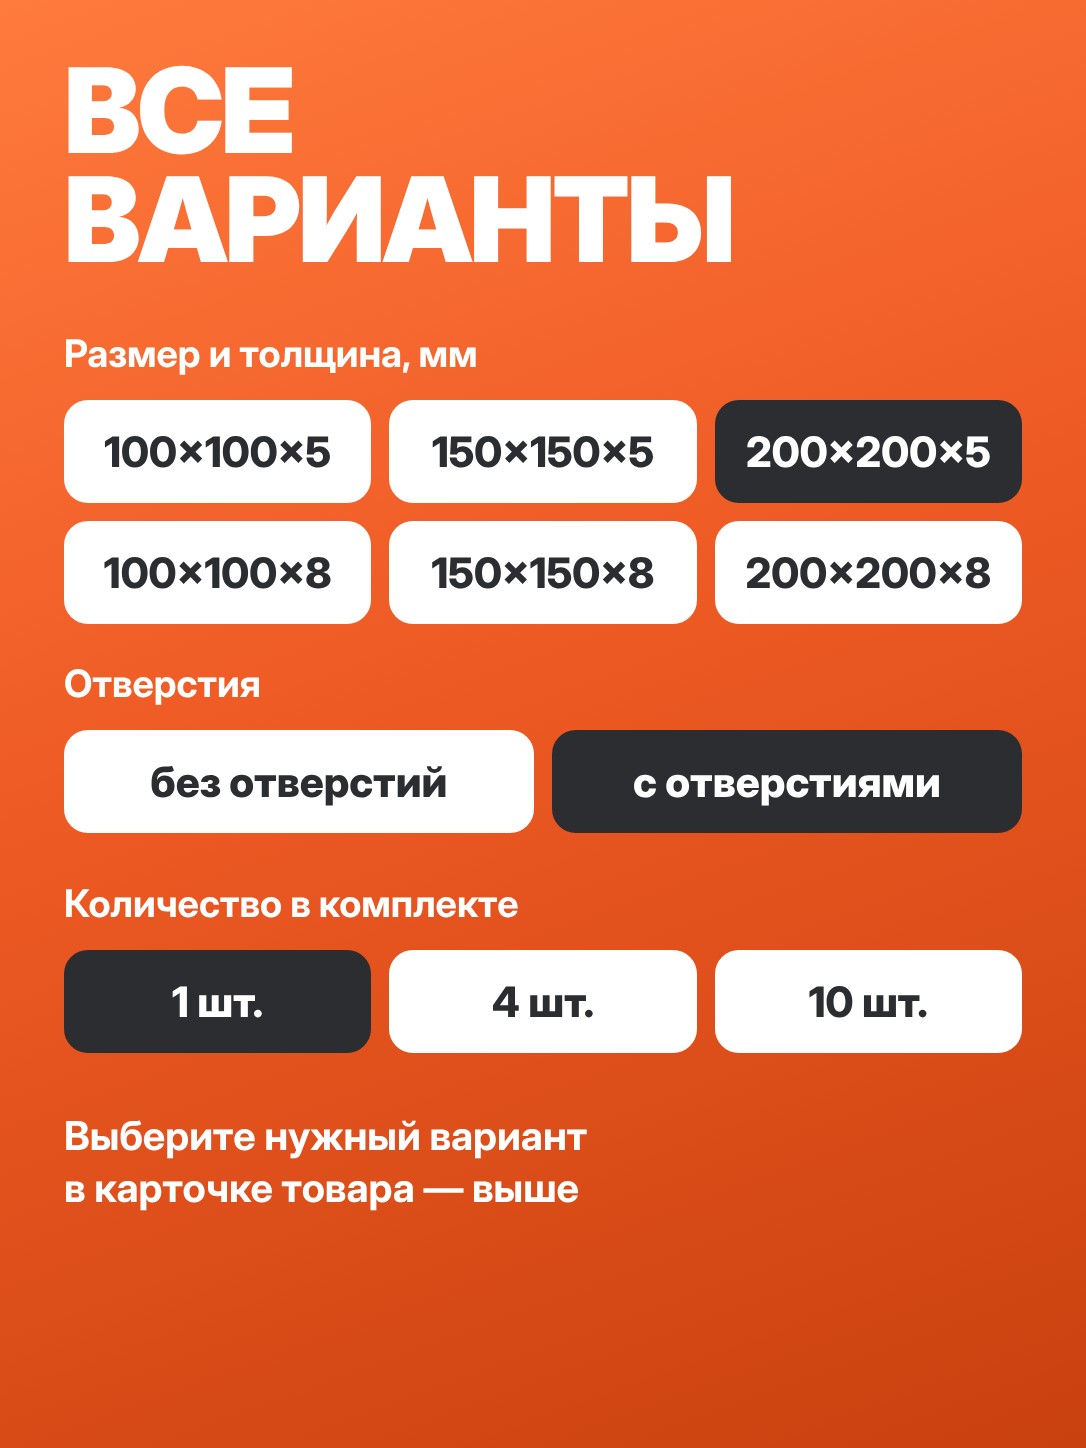 ВСЕ
ВАРИАНТЫ
Размер и толщина, мм
100×100×5
150×150×5
200×200×5
100×100×8
150×150×8
200×200×8
Отверстия
без отверстий
с отверстиями
Количество в комплекте
1 шт.
4 шт.
10 шт.
Выберите нужный вариант
в карточке товара — выше